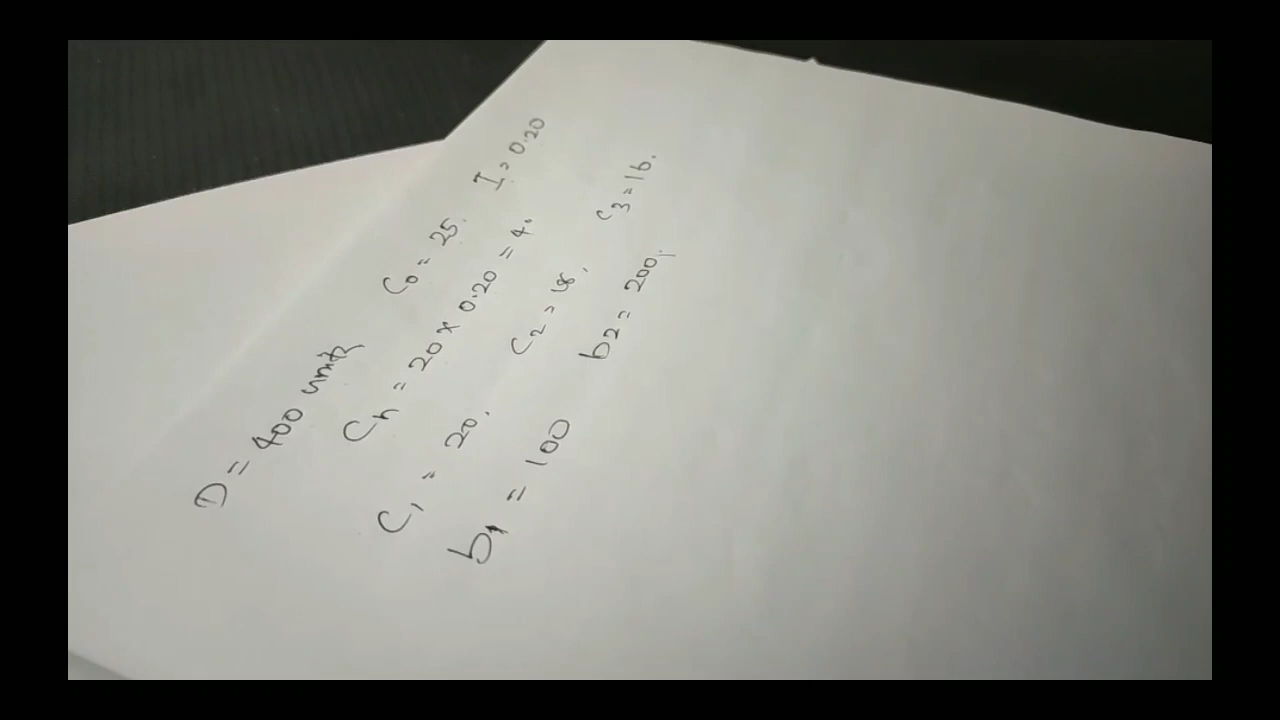 D = 400 units C0 = 25. I = 0.20
Ch = 20 x 0.20 = 4.
C1 = 20. C2 = 18. C3 = 16.
b1 = 100 b2 = 200.